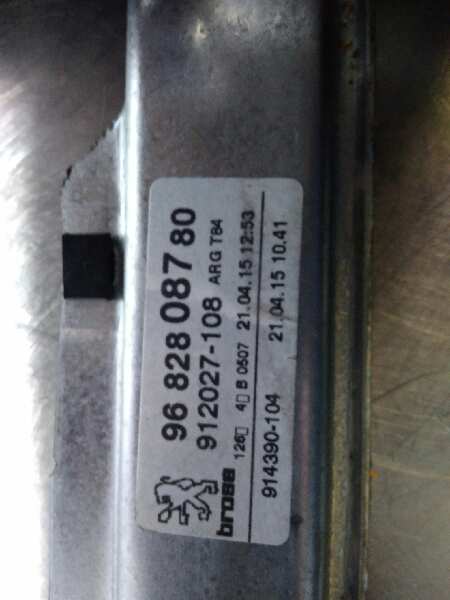 96 828 087 80
912027-108 ARG T84
126□ 4□ B 0507 21.04.15 12:53
914390-104 21.04.15 10.41
brose